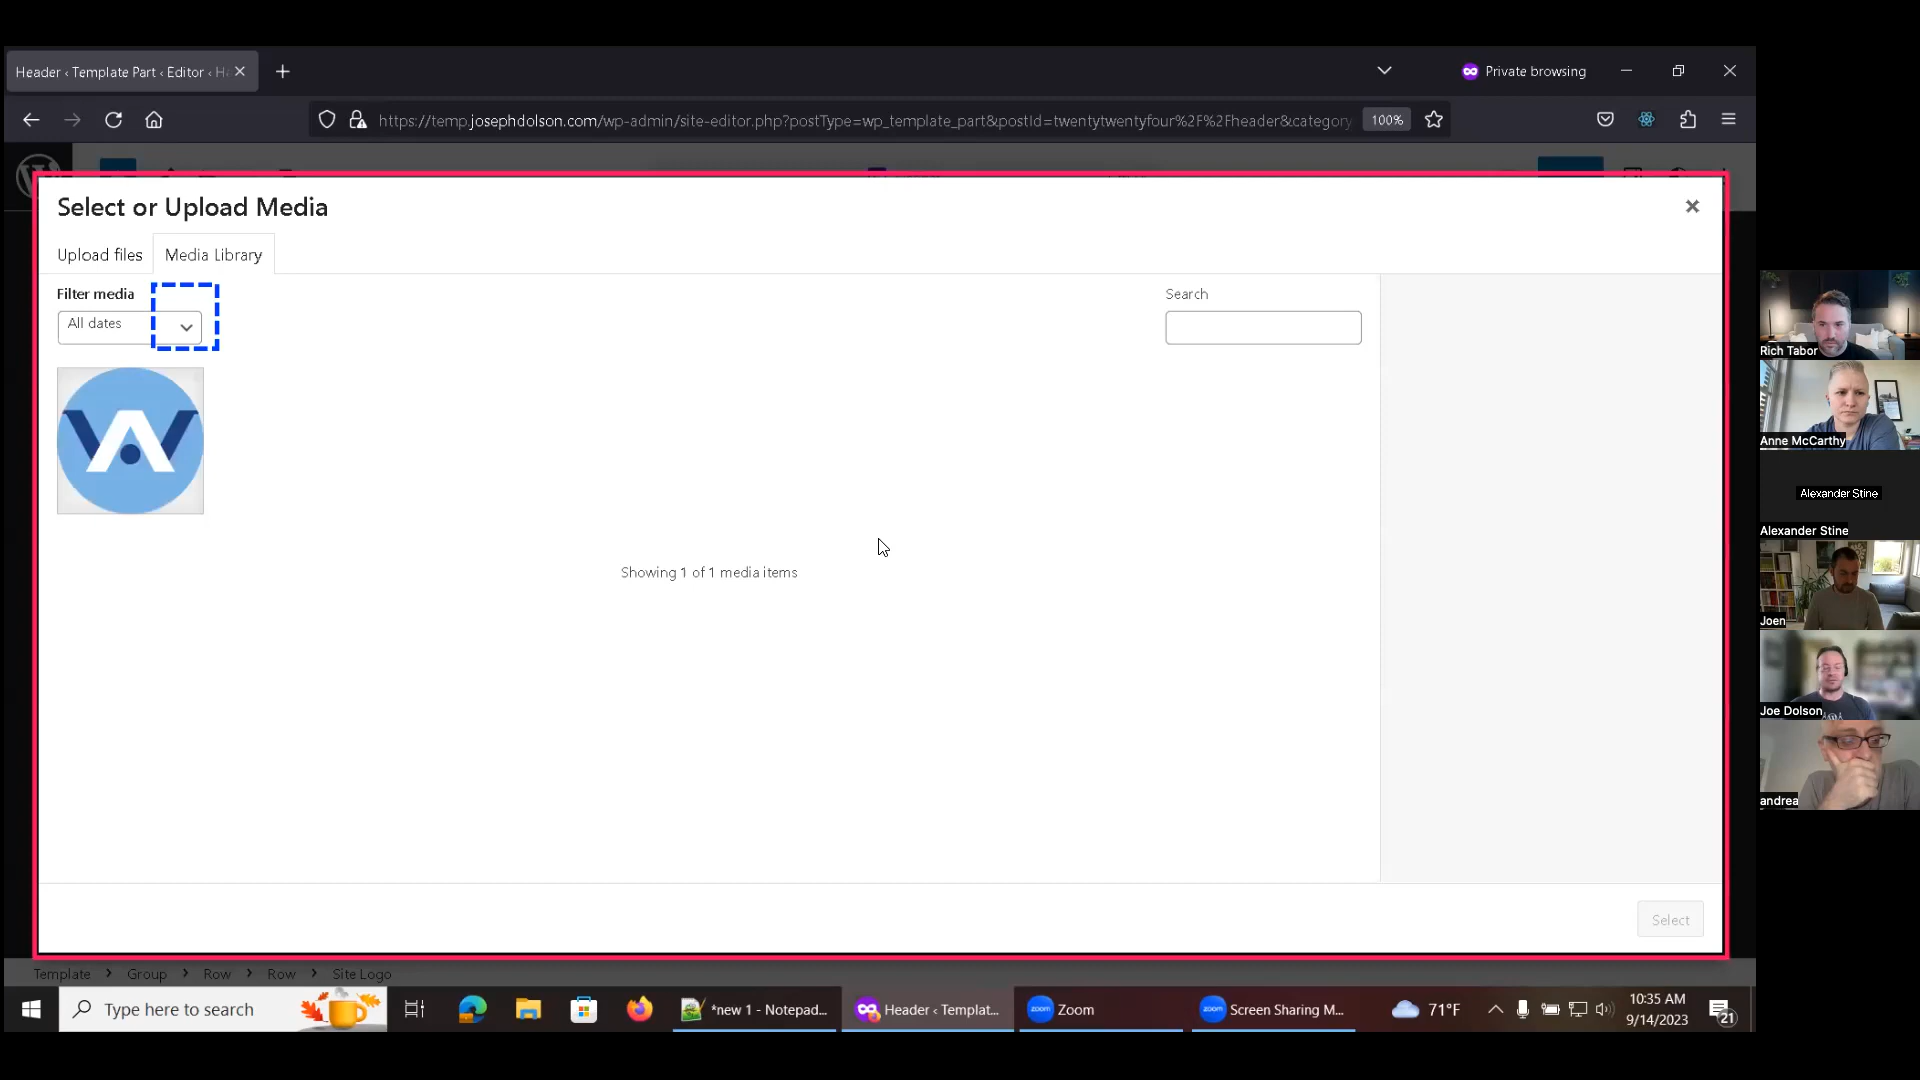 Header ‹ Template Part ‹ Editor ‹ H
Private browsing
https://temp.josephdolson.com/wp-admin/site-editor.php?postType=wp_template_part&postId=twentytwentyfour%2F%2Fheader&category
100%
Select or Upload Media
Upload files
Media Library
Filter media
Search
All dates
Showing 1 of 1 media items
Select
Template > Group > Row > Row > Site Logo
Type here to search
*new 1 - Notepad...
Header ‹ Templat...
Zoom
Screen Sharing M...
71°F
10:35 AM
9/14/2023
21
Rich Tabor
Anne McCarthy
Alexander Stine
Alexander Stine
Joen
Joe Dolson
andrea